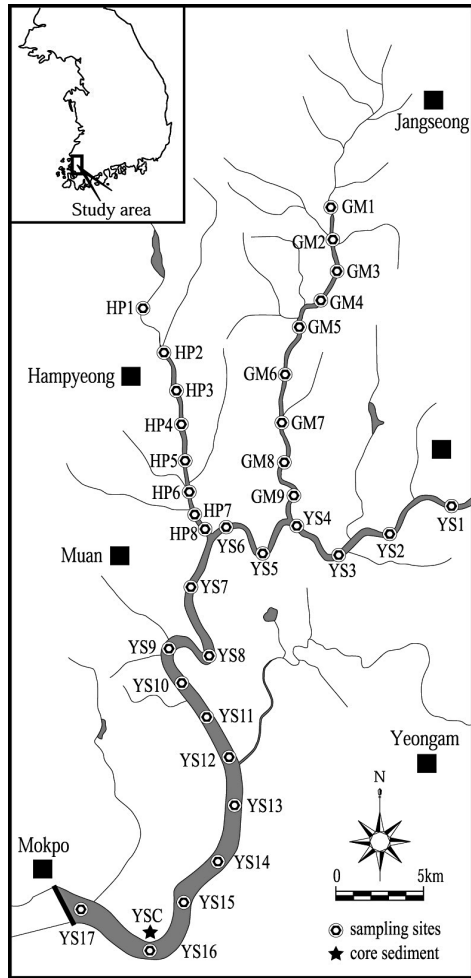 Study area
Jangseong
GM1
GM2
GM3
GM4
HP1
GM5
HP2
Hampyeong
GM6
HP3
HP4
GM7
HP5
GM8
HP6
GM9
HP7
YS4
YS1
HP8
YS6
YS2
Muan
YS5
YS3
YS7
YS9
YS8
YS10
YS11
YS12
Yeongam
YS13
N
Mokpo
YS14
0 5km
YS15
YSC
sampling sites
YS17
YS16
core sediment